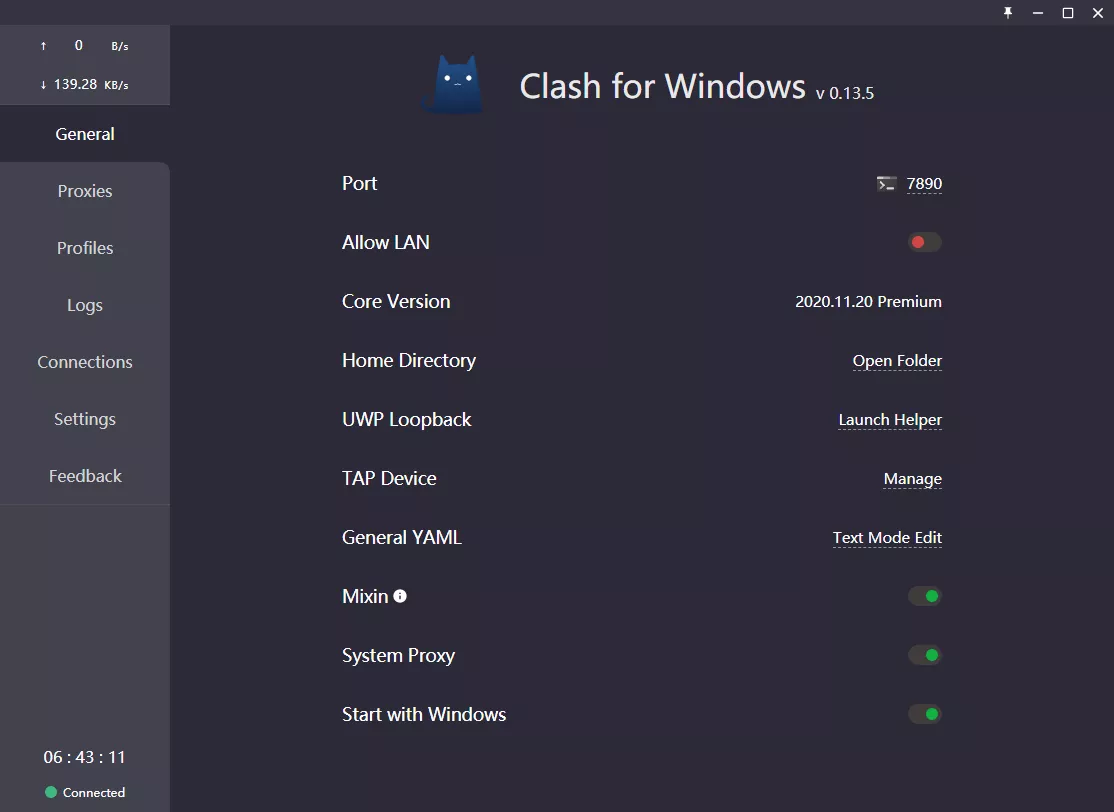 ↑ 0 B/s
↓ 139.28 KB/s
General
Proxies
Profiles
Logs
Connections
Settings
Feedback
06 : 43 : 11
Connected
Clash for Windows v 0.13.5
Port 7890
Allow LAN
Core Version 2020.11.20 Premium
Home Directory Open Folder
UWP Loopback Launch Helper
TAP Device Manage
General YAML Text Mode Edit
Mixin
System Proxy
Start with Windows